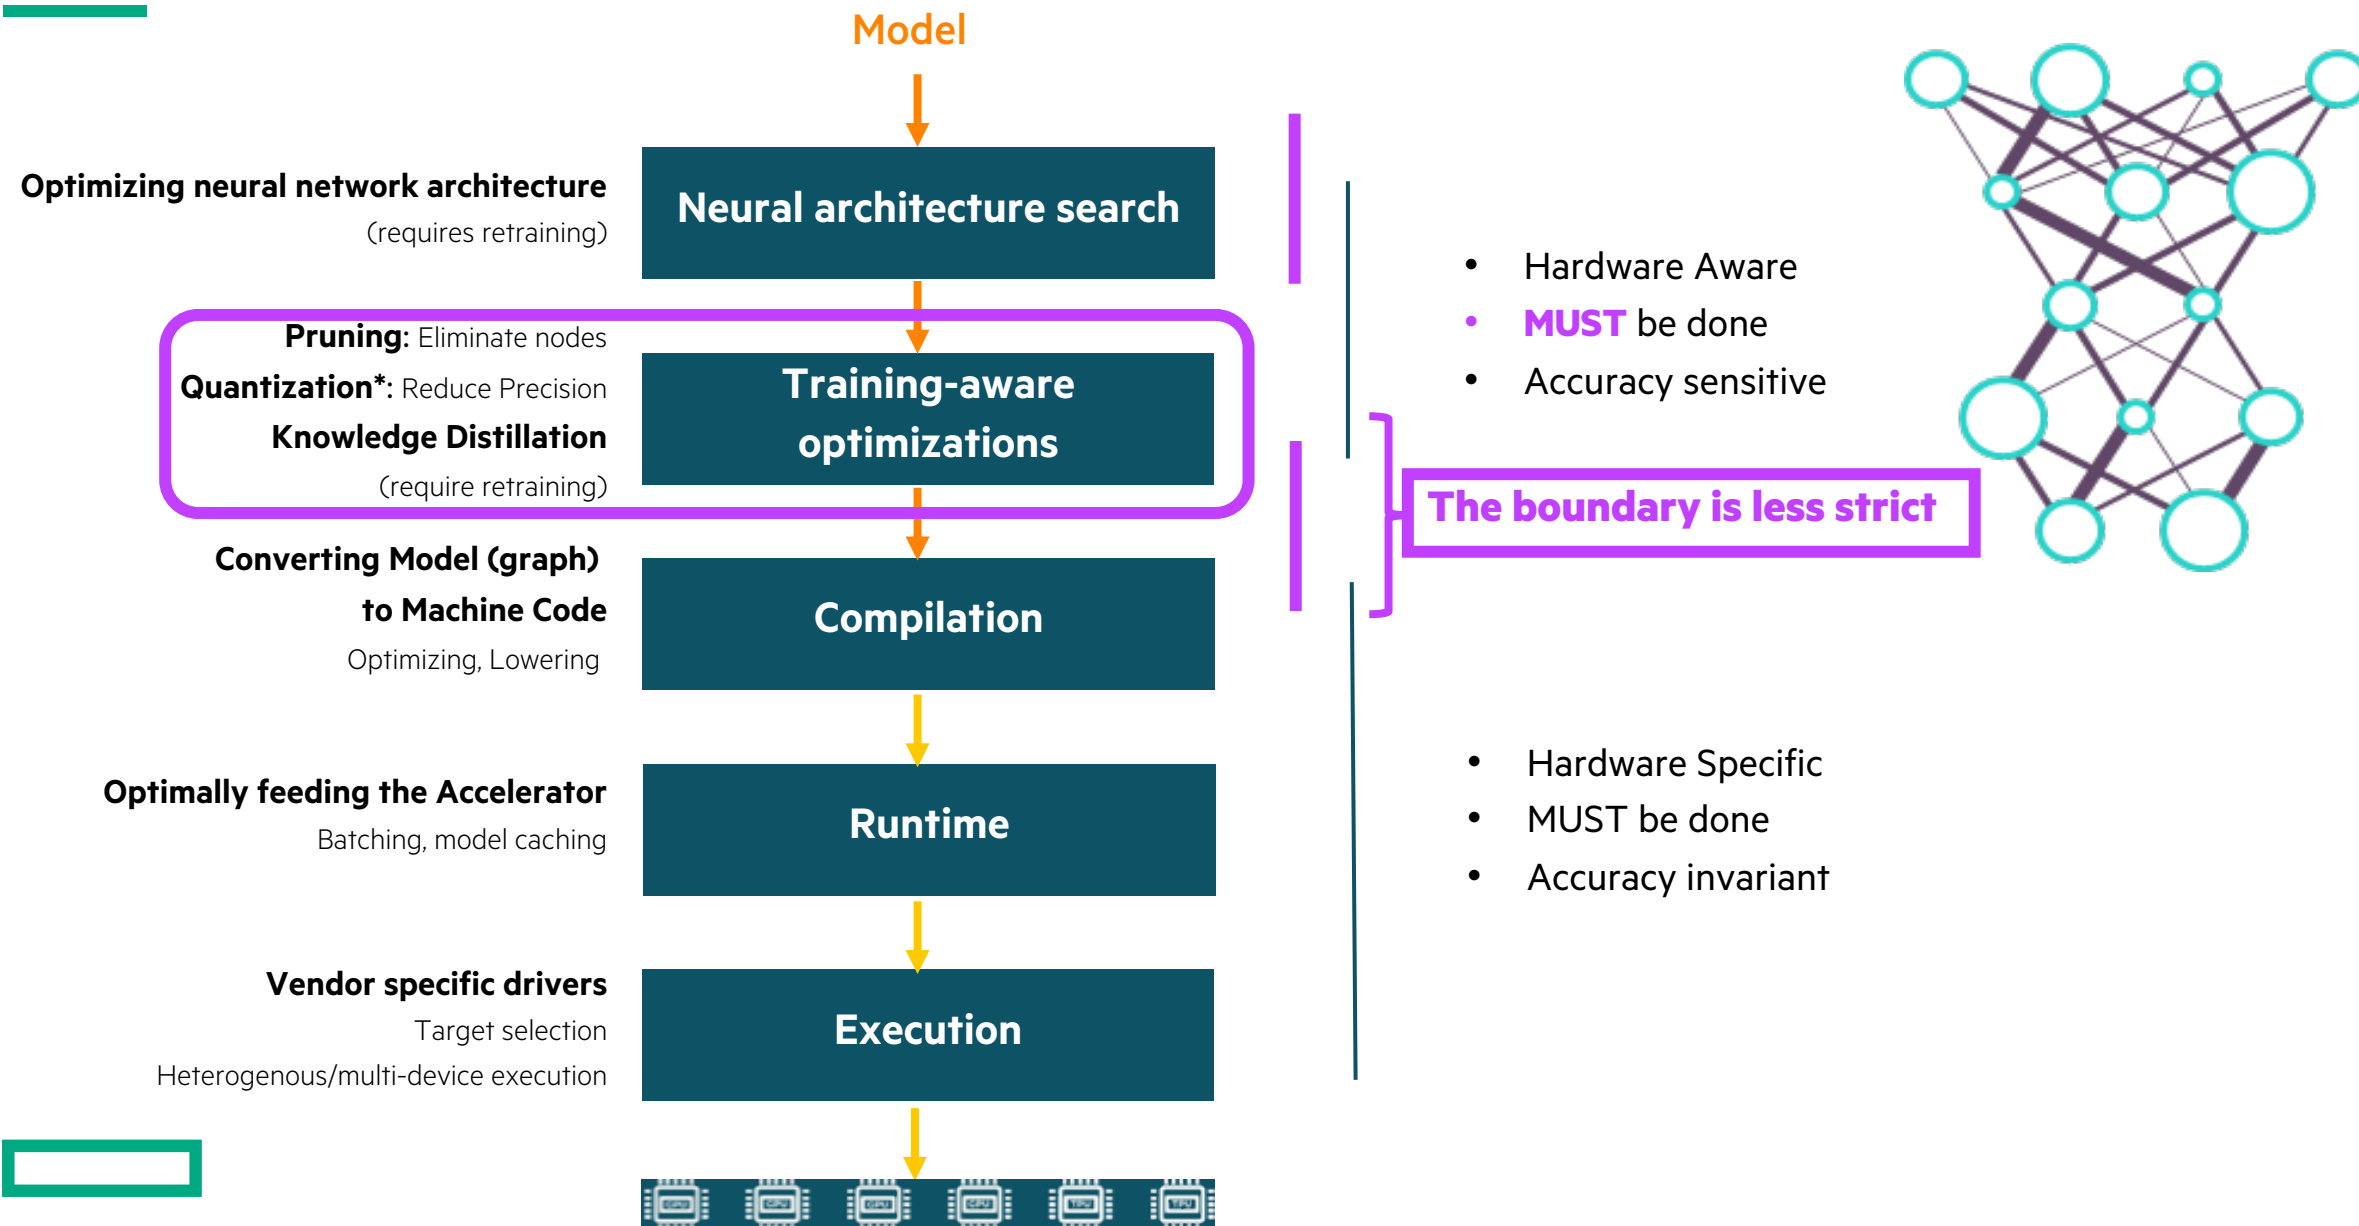 Model
Optimizing neural network architecture
(requires retraining)
Neural architecture search
Pruning: Eliminate nodes
Quantization*: Reduce Precision
Knowledge Distillation
(require retraining)
Training-aware
optimizations
Converting Model (graph)
to Machine Code
Optimizing, Lowering
Compilation
Optimally feeding the Accelerator
Batching, model caching
Runtime
Vendor specific drivers
Target selection
Heterogenous/multi-device execution
Execution
• Hardware Aware
• MUST be done
• Accuracy sensitive
The boundary is less strict
• Hardware Specific
• MUST be done
• Accuracy invariant
TPU TPU